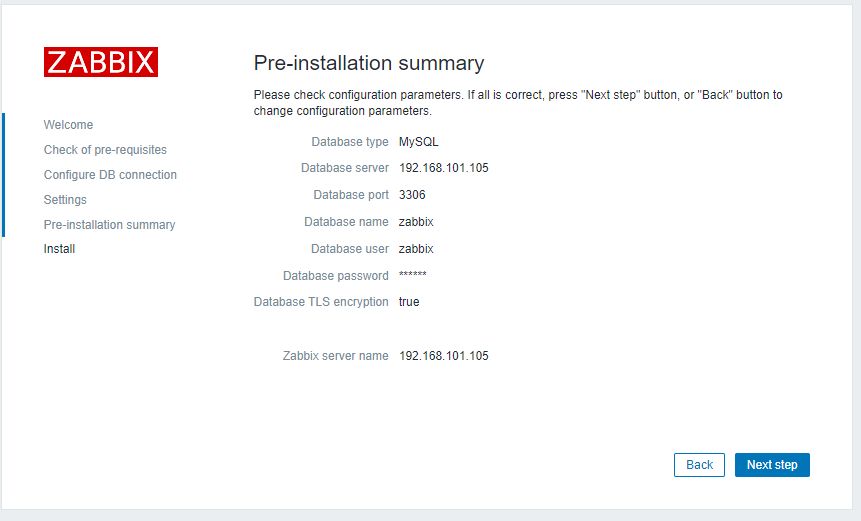 ZABBIX
Welcome
Check of pre-requisites
Configure DB connection
Settings
Pre-installation summary
Install
Pre-installation summary
Please check configuration parameters. If all is correct, press "Next step" button, or "Back" button to
change configuration parameters.
Database type MySQL
Database server 192.168.101.105
Database port 3306
Database name zabbix
Database user zabbix
Database password ******
Database TLS encryption true
Zabbix server name 192.168.101.105
Back Next step